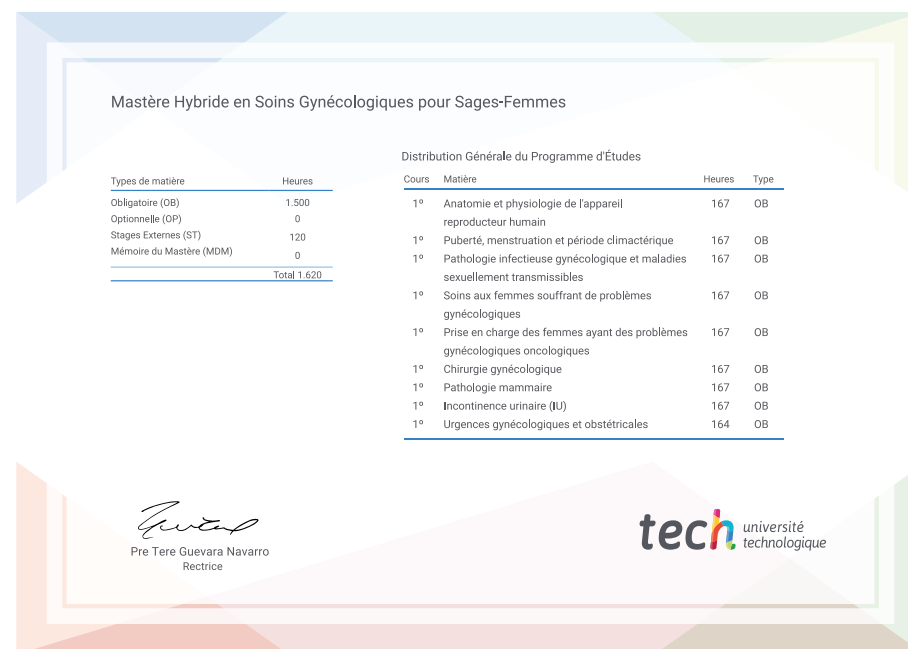 Mastère Hybride en Soins Gynécologiques pour Sages-Femmes
Types de matière Heures
Obligatoire (OB) 1.500
Optionnelle (OP) 0
Stages Externes (ST) 120
Mémoire du Mastère (MDM) 0
Total 1.620
Distribution Générale du Programme d'Études
Cours Matière Heures Type
1º Anatomie et physiologie de l'appareil 167 OB
reproducteur humain
1º Puberté, menstruation et période climactérique 167 OB
1º Pathologie infectieuse gynécologique et maladies 167 OB
sexuellement transmissibles
1º Soins aux femmes souffrant de problèmes 167 OB
gynécologiques
1º Prise en charge des femmes ayant des problèmes 167 OB
gynécologiques oncologiques
1º Chirurgie gynécologique 167 OB
1º Pathologie mammaire 167 OB
1º Incontinence urinaire (IU) 167 OB
1º Urgences gynécologiques et obstétricales 164 OB
Pre Tere Guevara Navarro
Rectrice
tech université
technologique